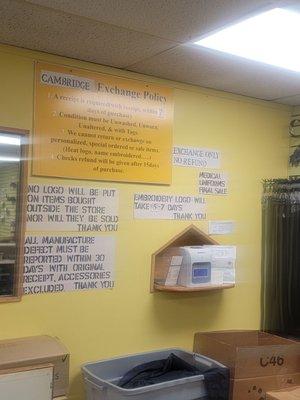 CAMBRIDGE Exchange Policy
1. A receipt is required with receipt, within 7
days of purchase)
2. Condition must be Unwashed, Unworn,
Unaltered, & with Tags.
3. We cannot return or exchange on
personalized, special ordered or sale items.
(Heat logo, name embroidered....)
4. Checks refund will be given after 15days
of purchase.
EXCHANGE ONLY
NO REFUND
MEDICAL
UNIFORMS
FINAL SALE
NO LOGO WILL BE PUT
ON ITEMS BOUGHT
OUTSIDE THE STORE
NOR WILL THEY BE SOLD
THANK YOU
EMBROIDERY LOGO WILL
TAKE 5-7 DAYS
THANK YOU
ALL MANUFACTURE
DEFECT MUST BE
REPORTED WITHIN 30
DAYS WITH ORIGINAL
RECEIPT, ACCESSORIES
EXCLUDED. THANK YOU
C46